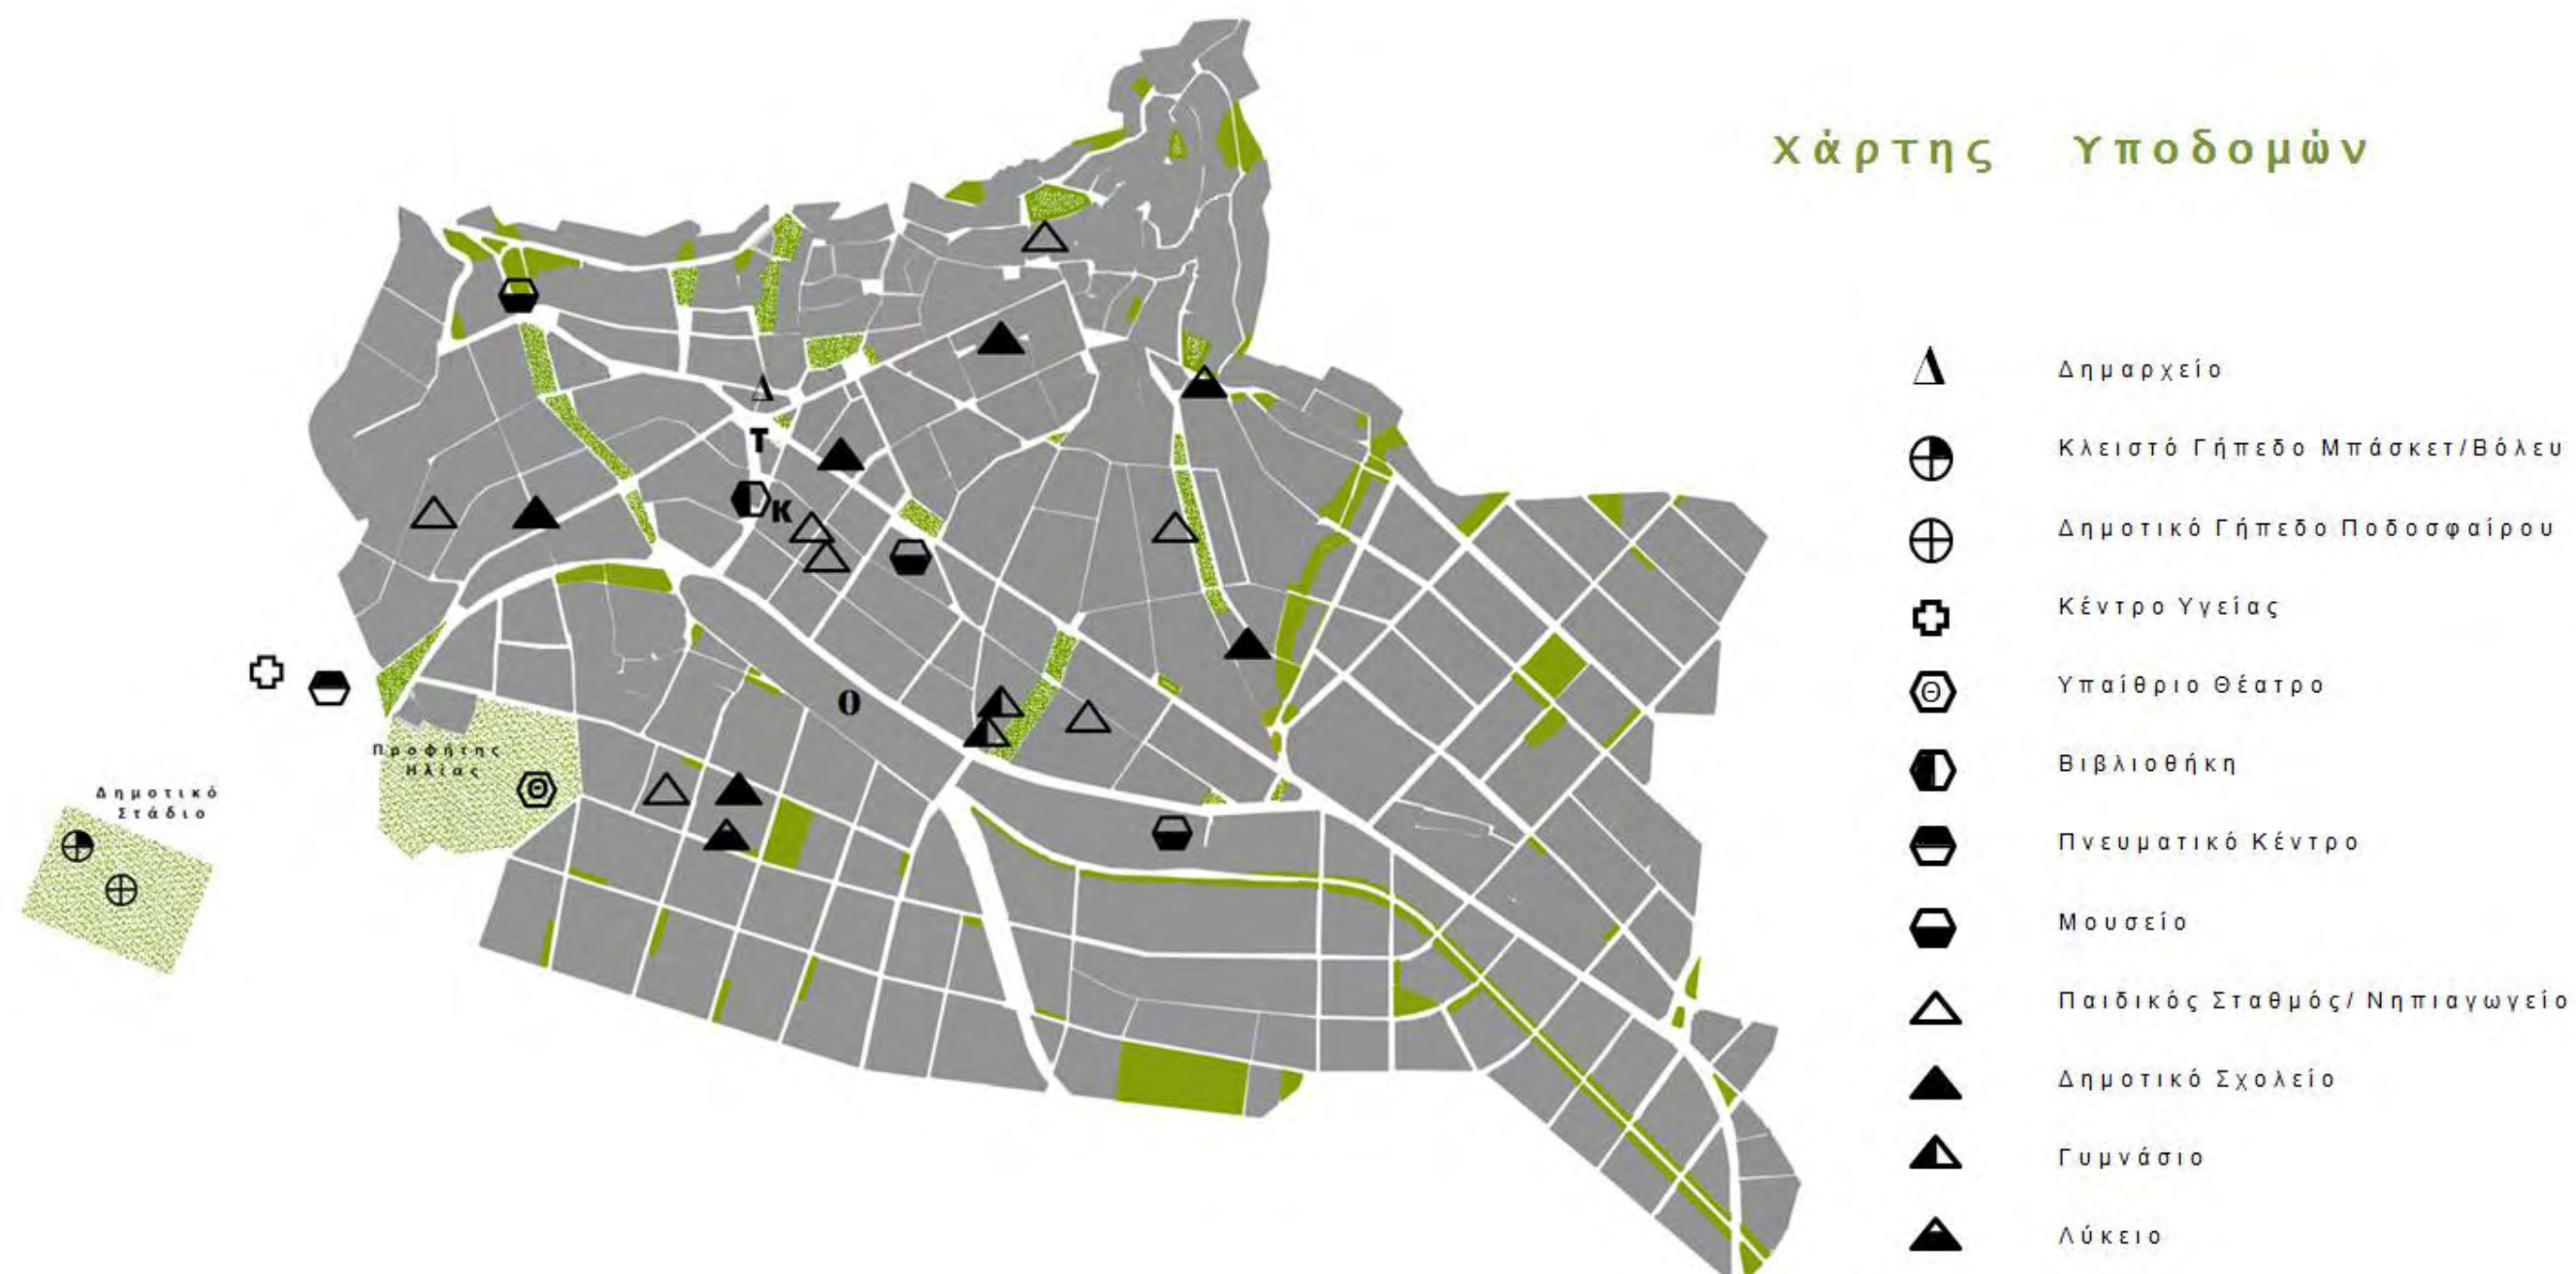 Χάρτης Υποδομών
Δημαρχείο
Κλειστό Γήπεδο Μπάσκετ/Βόλευ
Δημοτικό Γήπεδο Ποδοσφαίρου
Κέντρο Υγείας
Θ Υπαίθριο Θέατρο
Βιβλιοθήκη
Πνευματικό Κέντρο
Μουσείο
Παιδικός Σταθμός/ Νηπιαγωγείο
Δημοτικό Σχολείο
Γυμνάσιο
Λύκειο
Τ
Κ
Ο
Προφήτης
Ηλίας
Θ
Δημοτικό
Στάδιο